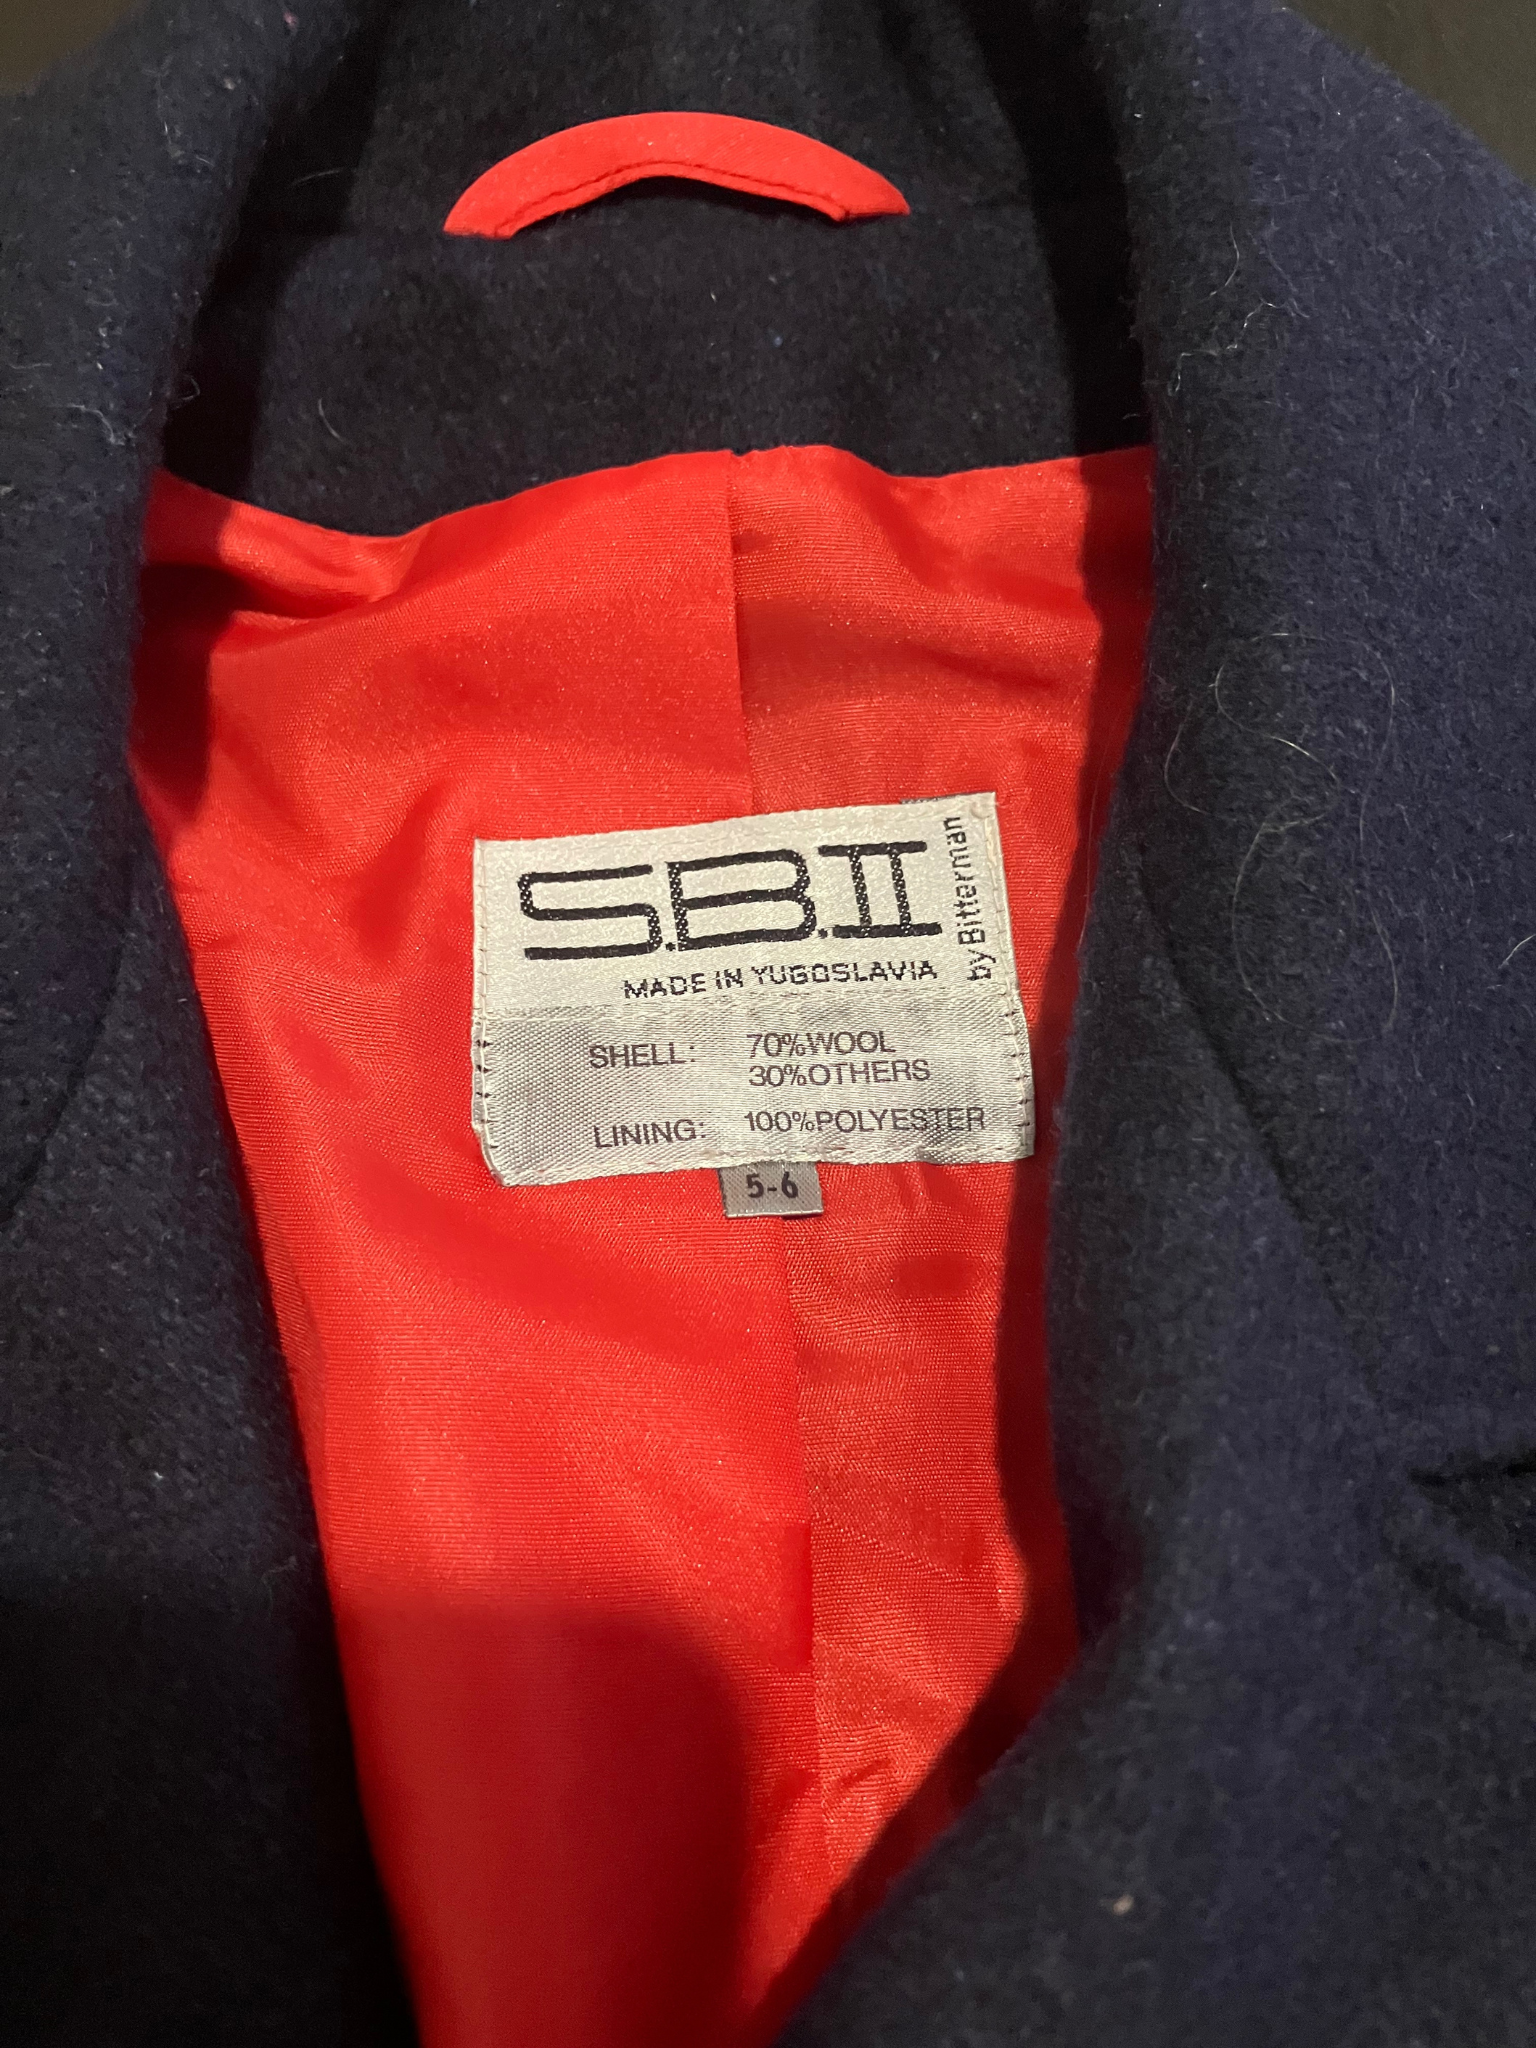 S.B.II
by Bitterman
MADE IN YUGOSLAVIA
SHELL: 70%WOOL
30%OTHERS
LINING: 100%POLYESTER
5-6